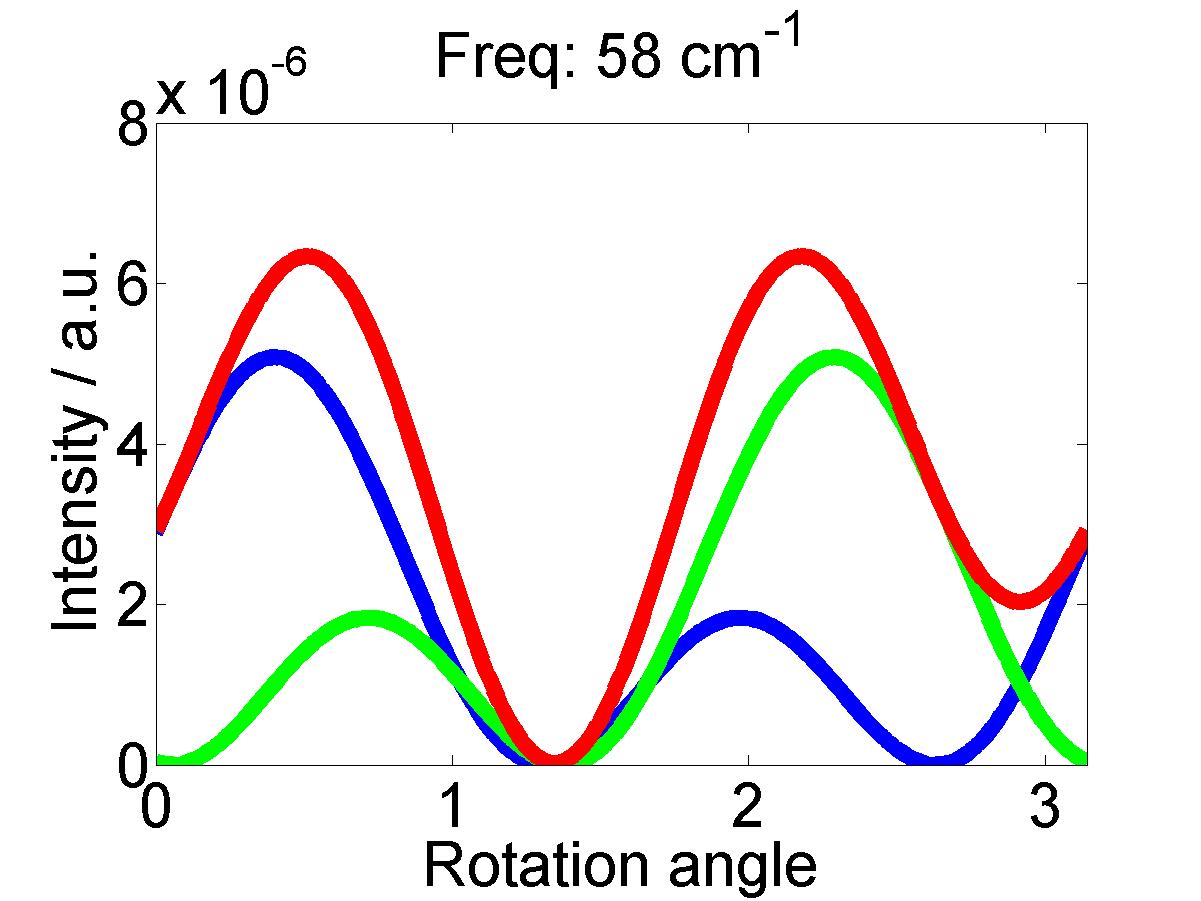 Freq: 58 cm-1
x 10-6
8
6
4
2
0
Intensity / a.u.
0 1 2 3
Rotation angle